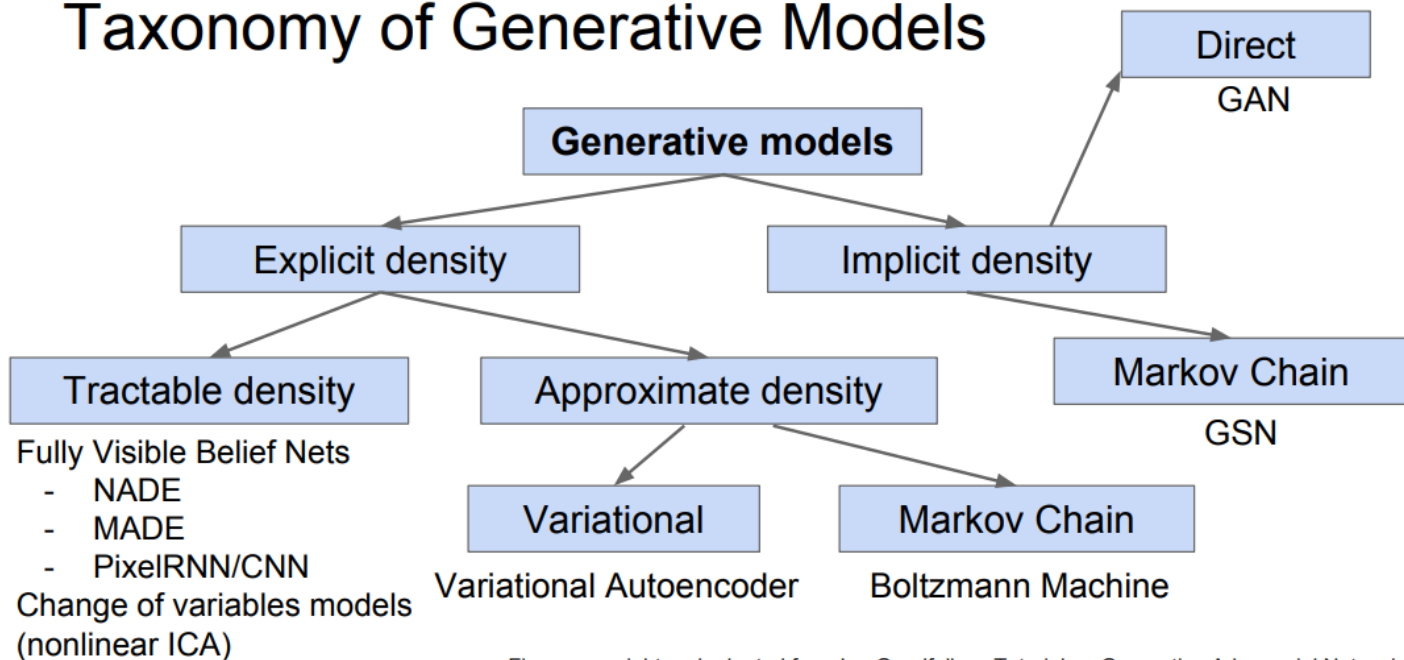 Taxonomy of Generative Models
Direct
GAN
Generative models
Explicit density
Implicit density
Tractable density
Approximate density
Markov Chain
GSN
Fully Visible Belief Nets
- NADE
- MADE
- PixelRNN/CNN
Change of variables models
(nonlinear ICA)
Variational
Markov Chain
Variational Autoencoder
Boltzmann Machine